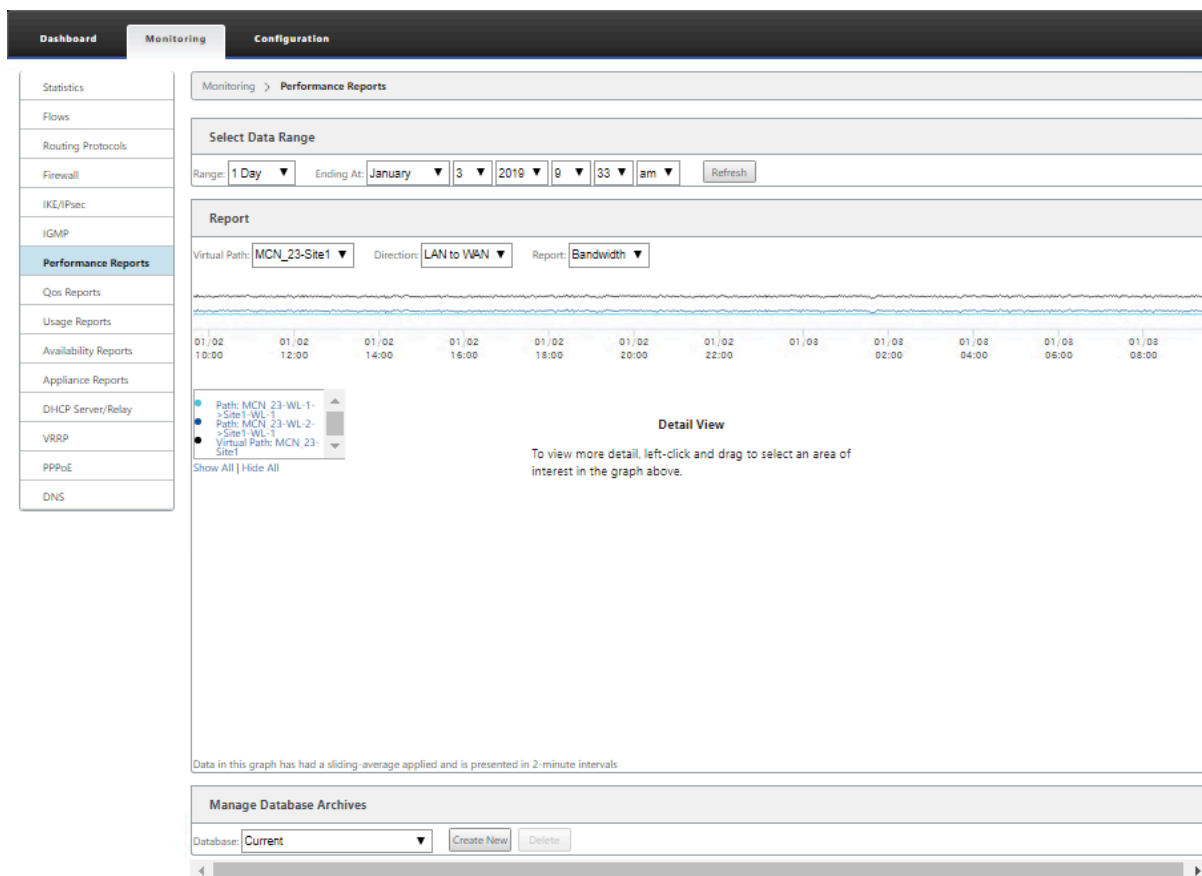 Dashboard Monitoring Configuration
Statistics
Flows
Routing Protocols
Firewall
IKE/IPsec
IGMP
Performance Reports
Qos Reports
Usage Reports
Availability Reports
Appliance Reports
DHCP Server/Relay
VRRP
PPPoE
DNS
Monitoring > Performance Reports
Select Data Range
Range: 1 Day Ending At: January 3 2019 9 33 am Refresh
Report
Virtual Path: MCN_23-Site1 Direction: LAN to WAN Report: Bandwidth
01/02 01/02 01/02 01/02 01/02 01/02 01/02 01/03 01/03 01/03 01/03 01/03
10:00 12:00 14:00 16:00 18:00 20:00 22:00 02:00 04:00 06:00 08:00
Path: MCN_23-WL-1-
>Site1-WL-1
Path: MCN_23-WL-2-
>Site1-WL-1
Virtual Path: MCN_23-
Site1
Show All | Hide All
Detail View
To view more detail, left-click and drag to select an area of
interest in the graph above.
Data in this graph has had a sliding-average applied and is presented in 2-minute intervals
Manage Database Archives
Database: Current Create New Delete